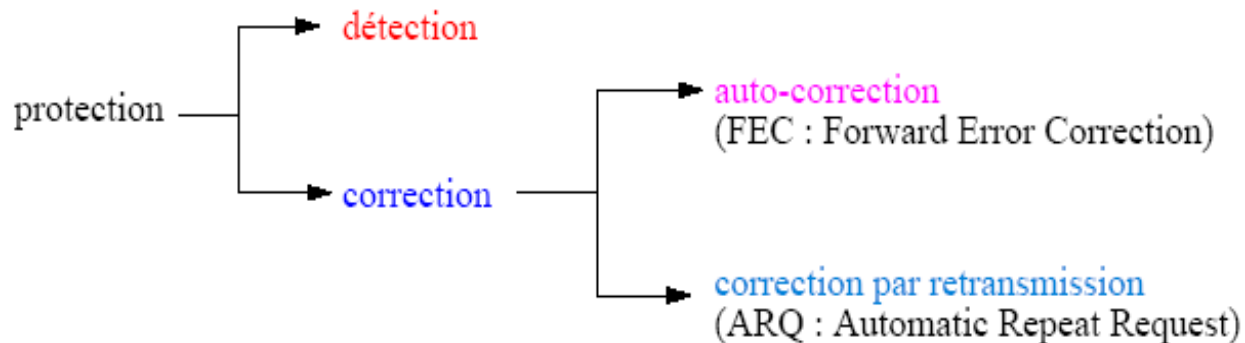 protection
détection
correction
auto-correction
(FEC : Forward Error Correction)
correction par retransmission
(ARQ : Automatic Repeat Request)